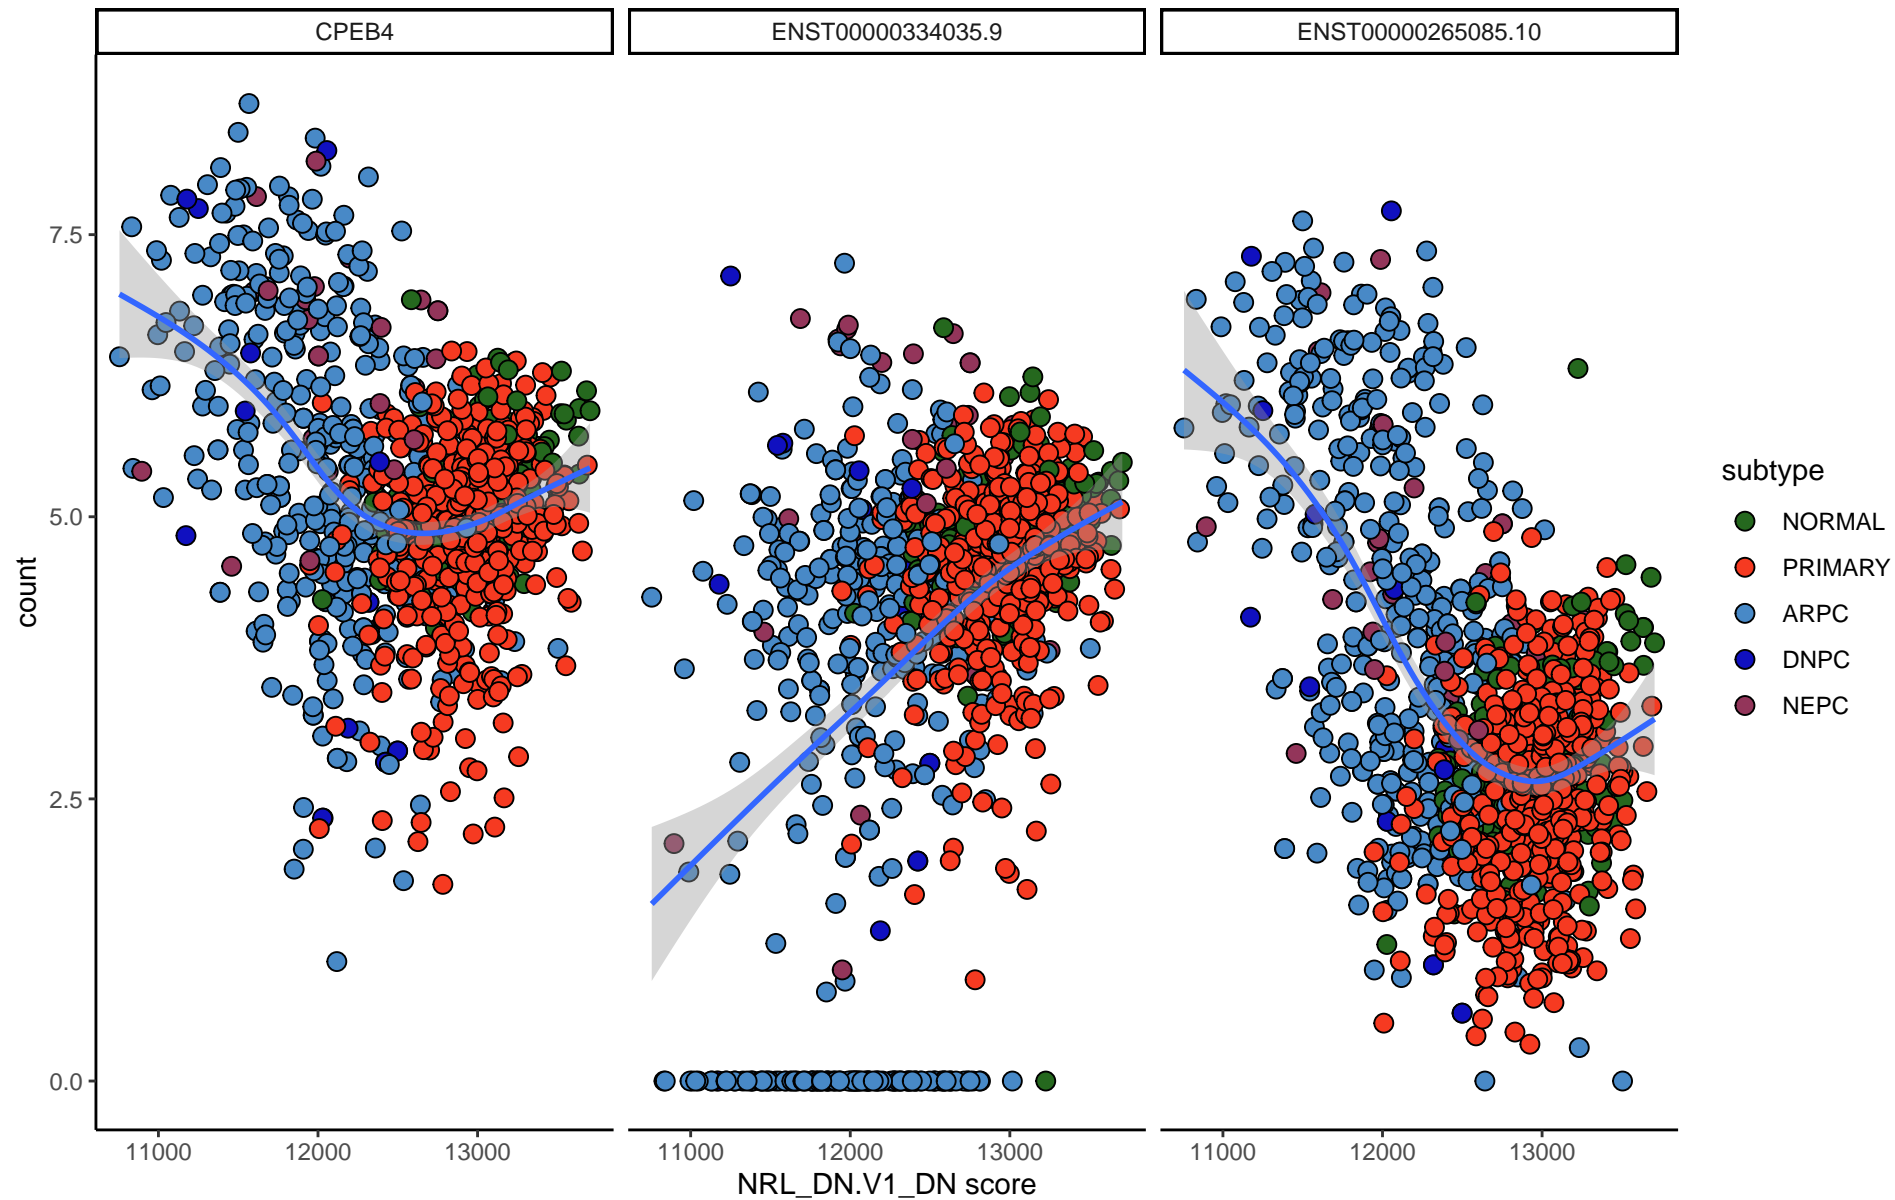 CPEB4
ENST00000334035.9
ENST00000265085.10
count
7.5
5.0
2.5
0.0
11000 12000 13000
11000 12000 13000
11000 12000 13000
NRL_DN.V1_DN score
subtype
NORMAL
PRIMARY
ARPC
DNPC
NEPC